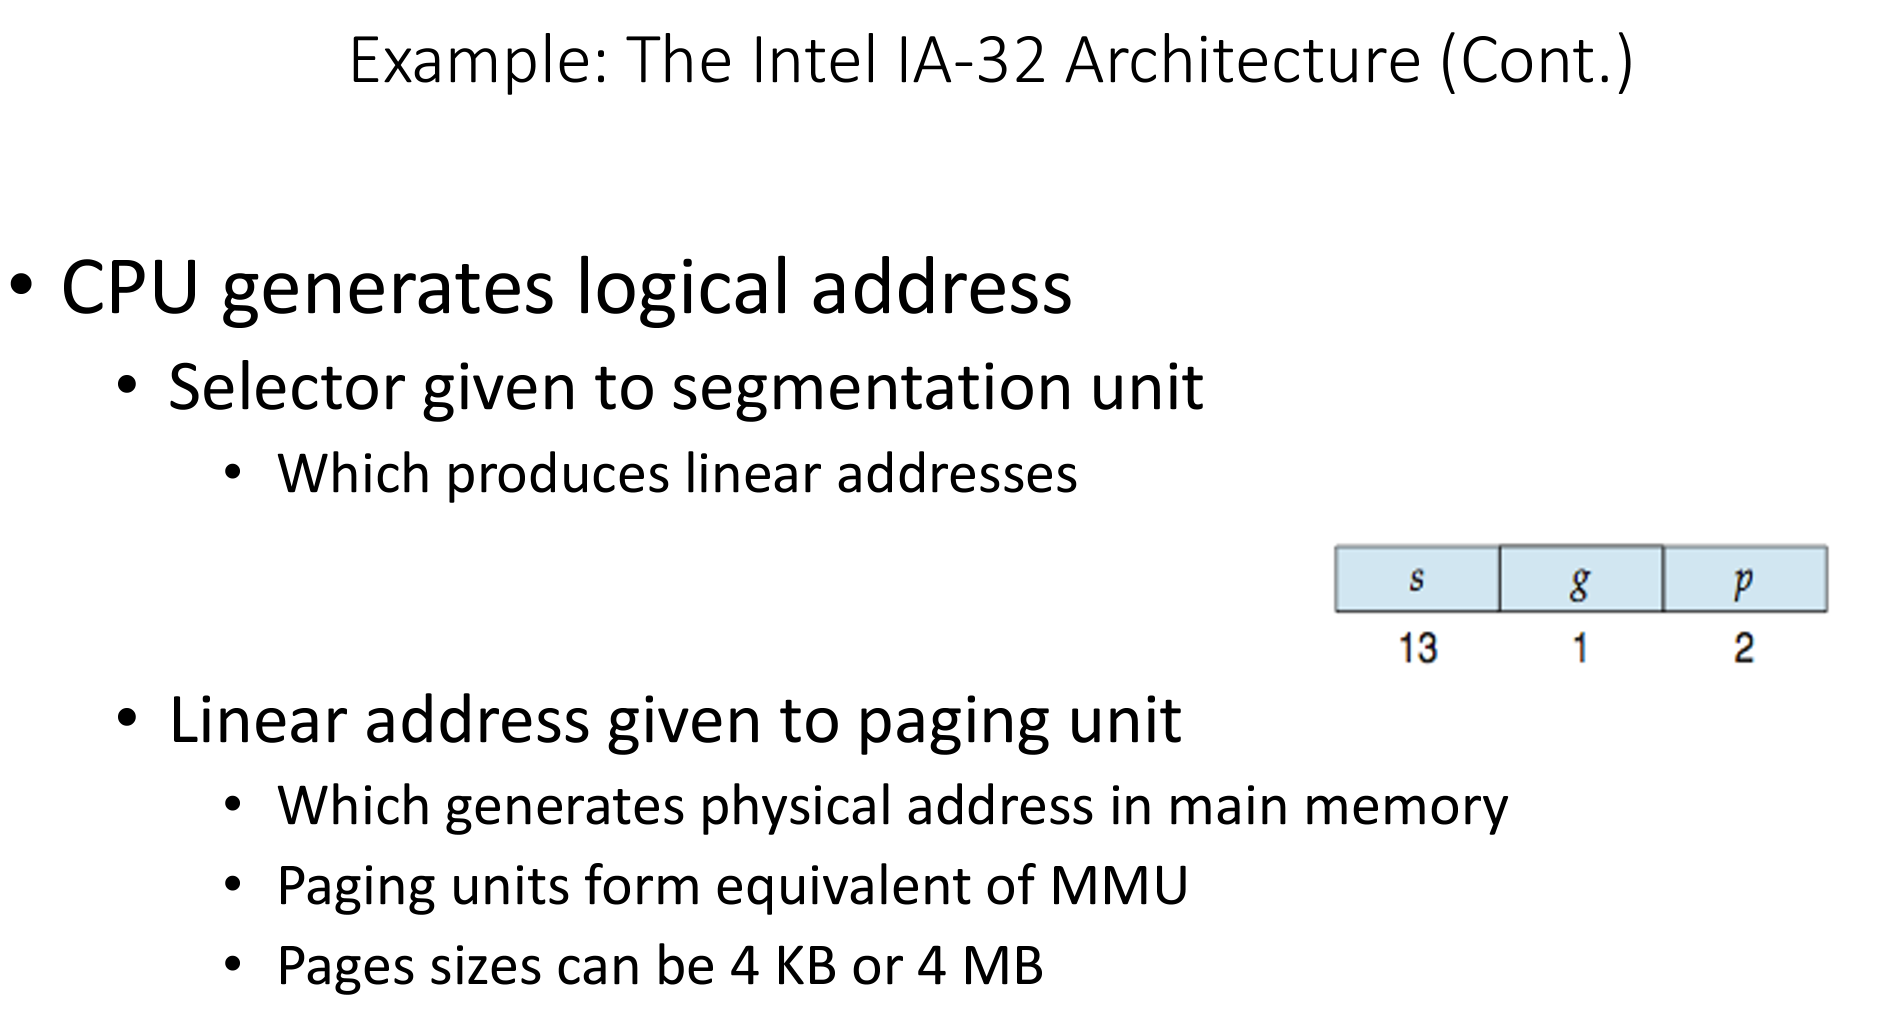 Example: The Intel IA-32 Architecture (Cont.)
• CPU generates logical address
• Selector given to segmentation unit
• Which produces linear addresses
s g p
13 1 2
• Linear address given to paging unit
• Which generates physical address in main memory
• Paging units form equivalent of MMU
• Pages sizes can be 4 KB or 4 MB